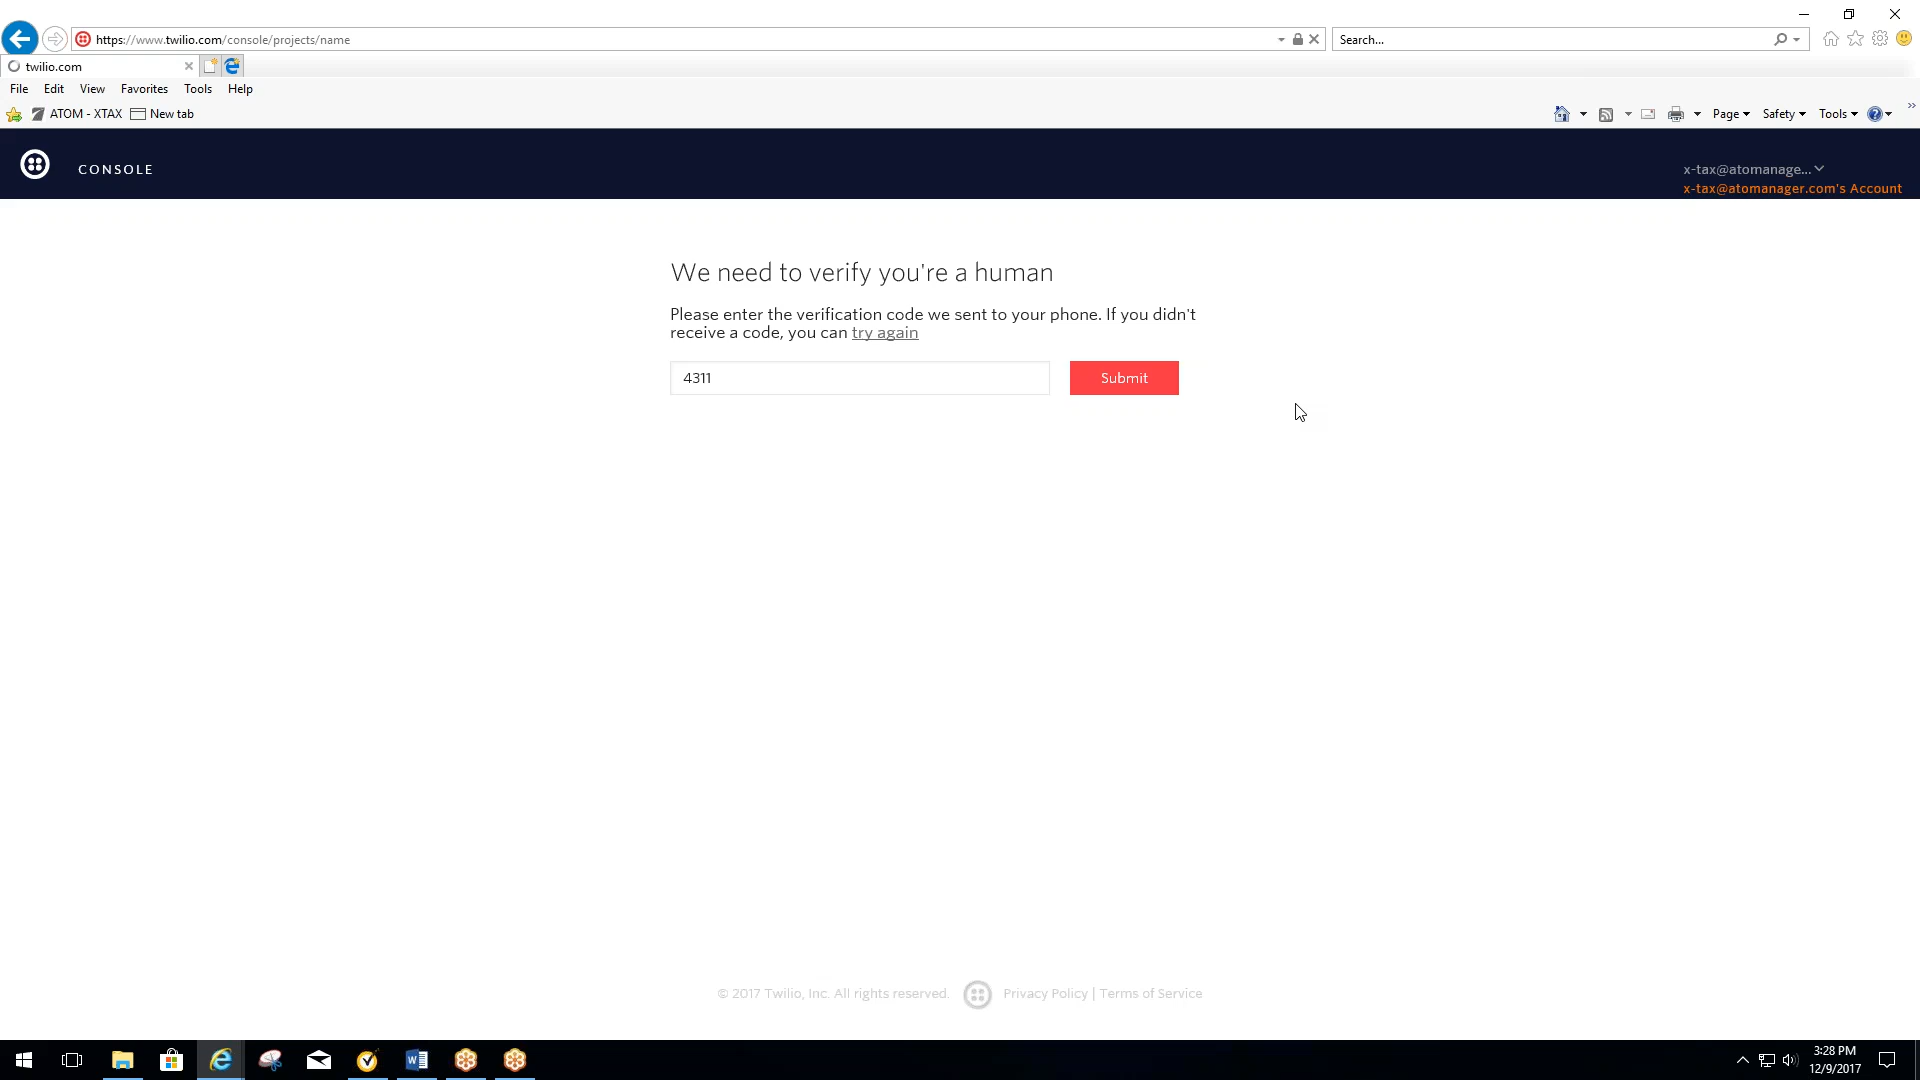 https://www.twilio.com/console/projects/name
Search...
twilio.com
File Edit View Favorites Tools Help
ATOM - XTAX New tab
Page Safety Tools
CONSOLE
x-tax@atomanage...
x-tax@atomanager.com's Account
We need to verify you're a human
Please enter the verification code we sent to your phone. If you didn't
receive a code, you can try again
4311
Submit
© 2017 Twilio, Inc. All rights reserved. Privacy Policy | Terms of Service
3:28 PM
12/9/2017